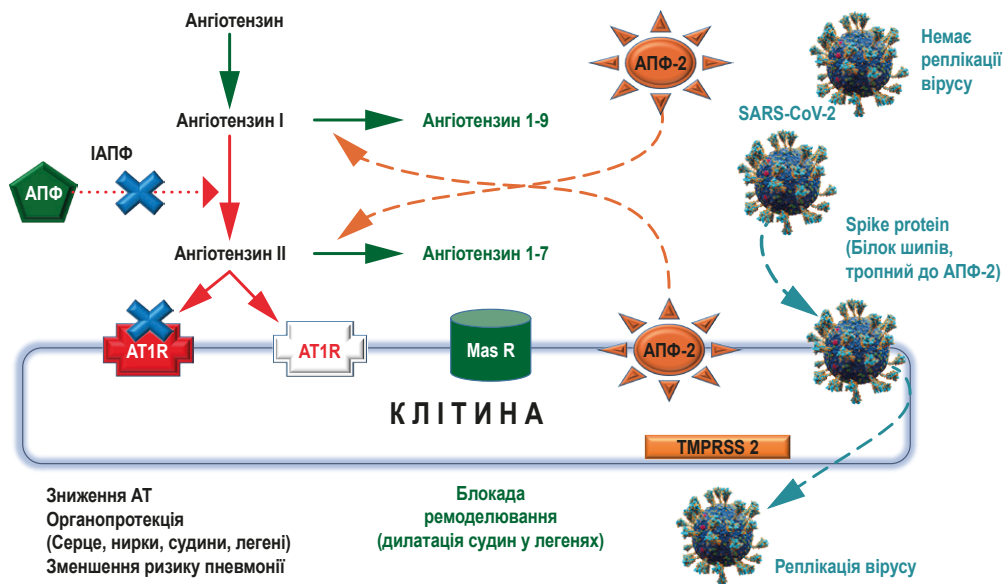 Ангіотензин
АПФ-2
Немає
реплікації
вірусу
SARS-CoV-2
Ангіотензин I
Ангіотензин 1-9
ІАПФ
АПФ
Spike protein
(Білок шипів,
тропний до АПФ-2)
Ангіотензин II
Ангіотензин 1-7
AT1R
AT1R
Mas R
АПФ-2
КЛІТИНА
TMPRSS 2
Зниження АТ
Органопротекція
(Серце, нирки, судини, легені)
Зменшення ризику пневмонії
Блокада
ремоделювання
(дилатація судин у легенях)
Реплікація вірусу